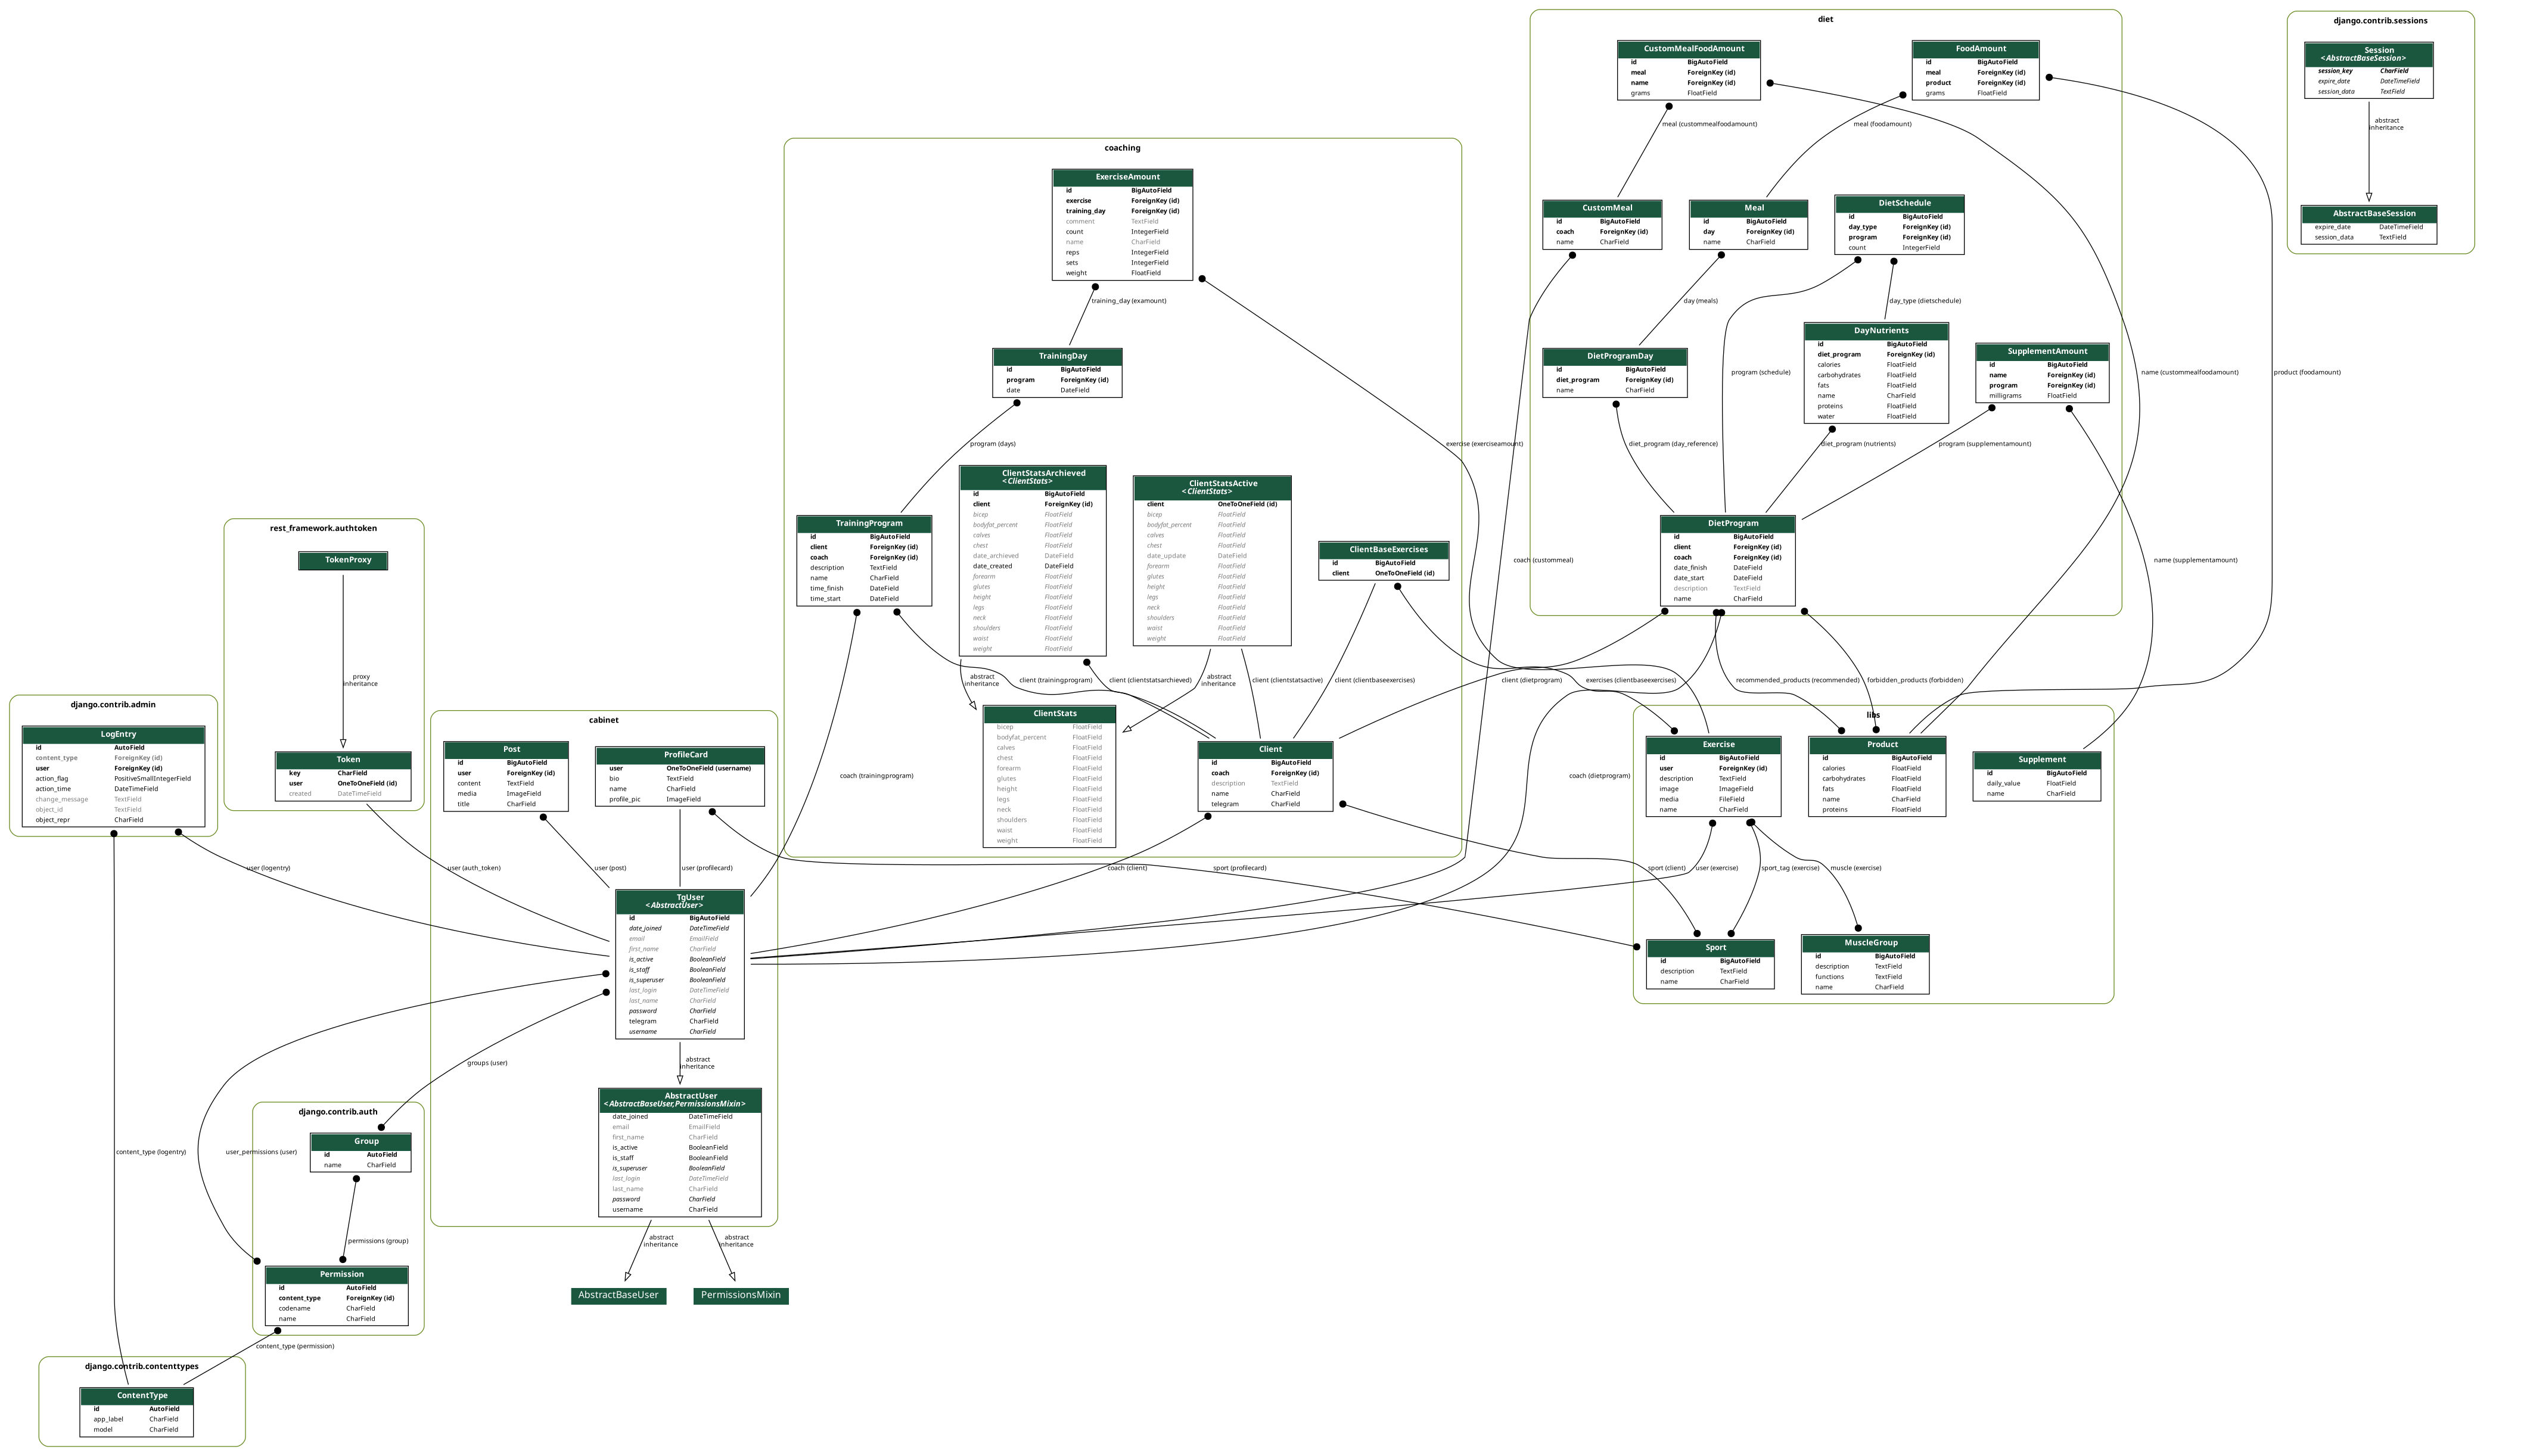 diet
CustomMealFoodAmount
id BigAutoField
meal ForeignKey (id)
name ForeignKey (id)
grams FloatField
FoodAmount
id BigAutoField
meal ForeignKey (id)
product ForeignKey (id)
grams FloatField
meal (custommealfoodamount)
meal (foodamount)
CustomMeal
id BigAutoField
coach ForeignKey (id)
name CharField
Meal
id BigAutoField
day ForeignKey (id)
name CharField
DietSchedule
id BigAutoField
day_type ForeignKey (id)
program ForeignKey (id)
count IntegerField
day (meals)
day_type (dietschedule)
DietProgramDay
id BigAutoField
diet_program ForeignKey (id)
name CharField
program (schedule)
DayNutrients
id BigAutoField
diet_program ForeignKey (id)
calories FloatField
carbohydrates FloatField
fats FloatField
name CharField
proteins FloatField
water FloatField
SupplementAmount
id BigAutoField
name ForeignKey (id)
program ForeignKey (id)
milligrams FloatField
name (custommealfoodamount)
product (foodamount)
diet_program (day_reference)
diet_program (nutrients)
program (supplementamount)
DietProgram
id BigAutoField
client ForeignKey (id)
coach ForeignKey (id)
date_finish DateField
date_start DateField
description TextField
name CharField
name (supplementamount)
django.contrib.sessions
Session
<AbstractBaseSession>
session_key CharField
expire_date DateTimeField
session_data TextField
abstract
inheritance
AbstractBaseSession
expire_date DateTimeField
session_data TextField
coaching
ExerciseAmount
id BigAutoField
exercise ForeignKey (id)
training_day ForeignKey (id)
comment TextField
count IntegerField
name CharField
reps IntegerField
sets IntegerField
weight FloatField
training_day (examount)
TrainingDay
id BigAutoField
program ForeignKey (id)
date DateField
program (days)
exercise (exerciseamount)
TrainingProgram
id BigAutoField
client ForeignKey (id)
coach ForeignKey (id)
description TextField
name CharField
time_finish DateField
time_start DateField
ClientStatsArchieved
<ClientStats>
id BigAutoField
client ForeignKey (id)
bicep FloatField
bodyfat_percent FloatField
calves FloatField
chest FloatField
date_archieved DateField
date_created DateField
forearm FloatField
glutes FloatField
height FloatField
legs FloatField
neck FloatField
shoulders FloatField
waist FloatField
weight FloatField
ClientStatsActive
<ClientStats>
client OneToOneField (id)
bicep FloatField
bodyfat_percent FloatField
calves FloatField
chest FloatField
date_update DateField
forearm FloatField
glutes FloatField
height FloatField
legs FloatField
neck FloatField
shoulders FloatField
waist FloatField
weight FloatField
ClientBaseExercises
id BigAutoField
client OneToOneField (id)
coach (custommeal)
abstract
inheritance
client (trainingprogram)
client (clientstatsarchieved)
abstract
inheritance
client (clientstatsactive)
client (clientbaseexercises)
client (dietprogram)
exercises (clientbaseexercises)
recommended_products (recommended)
forbidden_products (forbidden)
ClientStats
bicep FloatField
bodyfat_percent FloatField
calves FloatField
chest FloatField
forearm FloatField
glutes FloatField
height FloatField
legs FloatField
neck FloatField
shoulders FloatField
waist FloatField
weight FloatField
Client
id BigAutoField
coach ForeignKey (id)
description TextField
name CharField
telegram CharField
coach (trainingprogram)
coach (dietprogram)
libs
Exercise
id BigAutoField
user ForeignKey (id)
description TextField
image ImageField
media FileField
name CharField
Product
id BigAutoField
calories FloatField
carbohydrates FloatField
fats FloatField
name CharField
proteins FloatField
Supplement
id BigAutoField
daily_value FloatField
name CharField
sport (client)
user (exercise)
sport_tag (exercise)
muscle (exercise)
Sport
id BigAutoField
description TextField
name CharField
MuscleGroup
id BigAutoField
description TextField
functions TextField
name CharField
rest_framework.authtoken
TokenProxy
proxy
inheritance
Token
key CharField
user OneToOneField (id)
created DateTimeField
django.contrib.admin
LogEntry
id AutoField
content_type ForeignKey (id)
user ForeignKey (id)
action_flag PositiveSmallIntegerField
action_time DateTimeField
change_message TextField
object_id TextField
object_repr CharField
cabinet
Post
id BigAutoField
user ForeignKey (id)
content TextField
media ImageField
title CharField
ProfileCard
user OneToOneField (username)
bio TextField
name CharField
profile_pic ImageField
user (logentry)
user (auth_token)
user (post)
user (profilecard)
coach (client)
sport (profilecard)
TgUser
<AbstractUser>
id BigAutoField
date_joined DateTimeField
email EmailField
first_name CharField
is_active BooleanField
is_staff BooleanField
is_superuser BooleanField
last_login DateTimeField
last_name CharField
password CharField
telegram CharField
username CharField
groups (user)
abstract
inheritance
AbstractUser
<AbstractBaseUser,PermissionsMixin>
date_joined DateTimeField
email EmailField
first_name CharField
is_active BooleanField
is_staff BooleanField
is_superuser BooleanField
last_login DateTimeField
last_name CharField
password CharField
username CharField
abstract
inheritance
abstract
inheritance
AbstractBaseUser
PermissionsMixin
django.contrib.auth
Group
id AutoField
name CharField
content_type (logentry)
user_permissions (user)
permissions (group)
Permission
id AutoField
content_type ForeignKey (id)
codename CharField
name CharField
content_type (permission)
django.contrib.contenttypes
ContentType
id AutoField
app_label CharField
model CharField